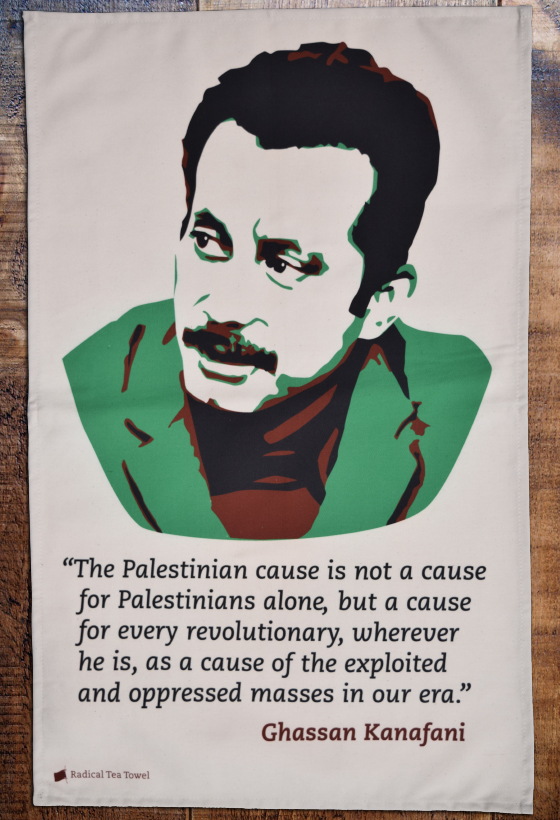 “The Palestinian cause is not a cause
for Palestinians alone, but a cause
for every revolutionary, wherever
he is, as a cause of the exploited
and oppressed masses in our era.”
Ghassan Kanafani
Radical Tea Towel